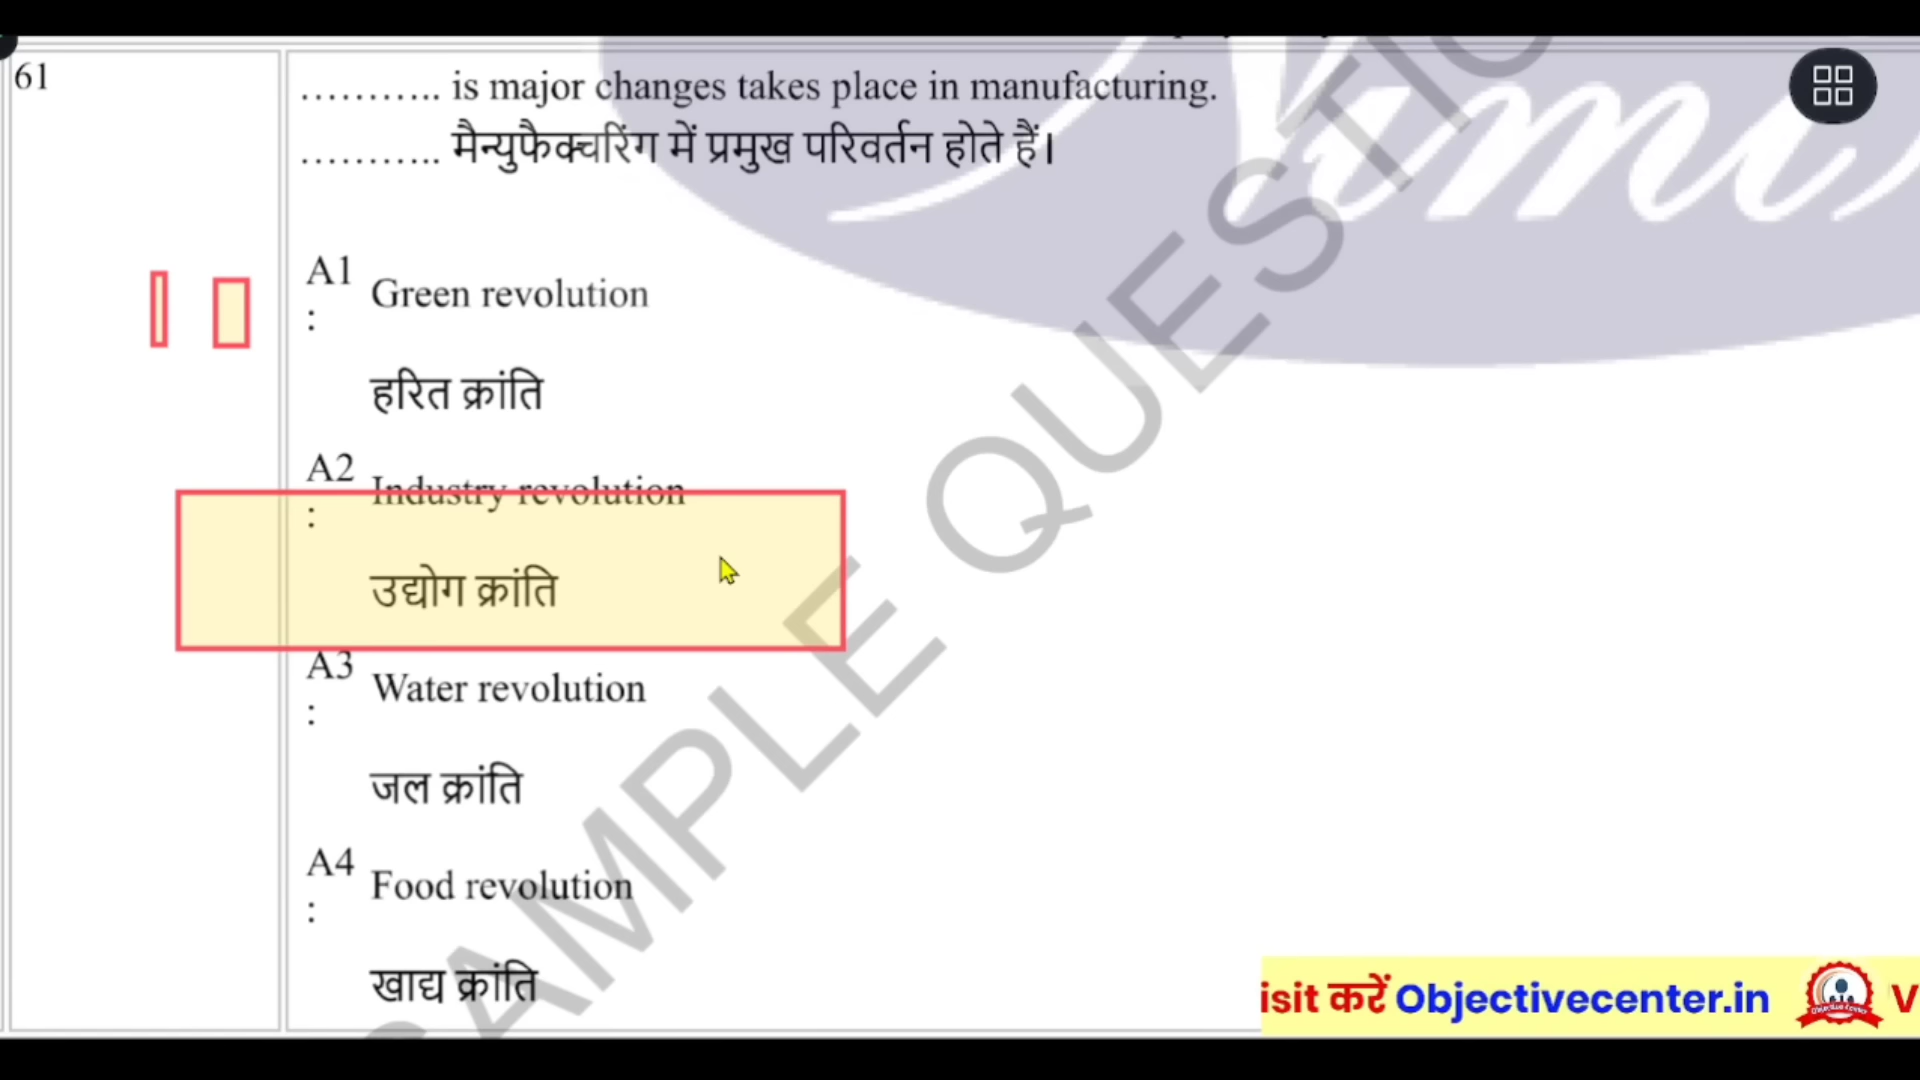 61
........... is major changes takes place in manufacturing.
........... मैन्युफैक्चरिंग में प्रमुख परिवर्तन होते हैं।
A1
: Green revolution
हरित क्रांति
A2
: Industry revolution
उद्योग क्रांति
A3
: Water revolution
जल क्रांति
A4
: Food revolution
खाद्य क्रांति
SAMPLE QUESTIO
Nimi
isit करें Objectivecenter.in V